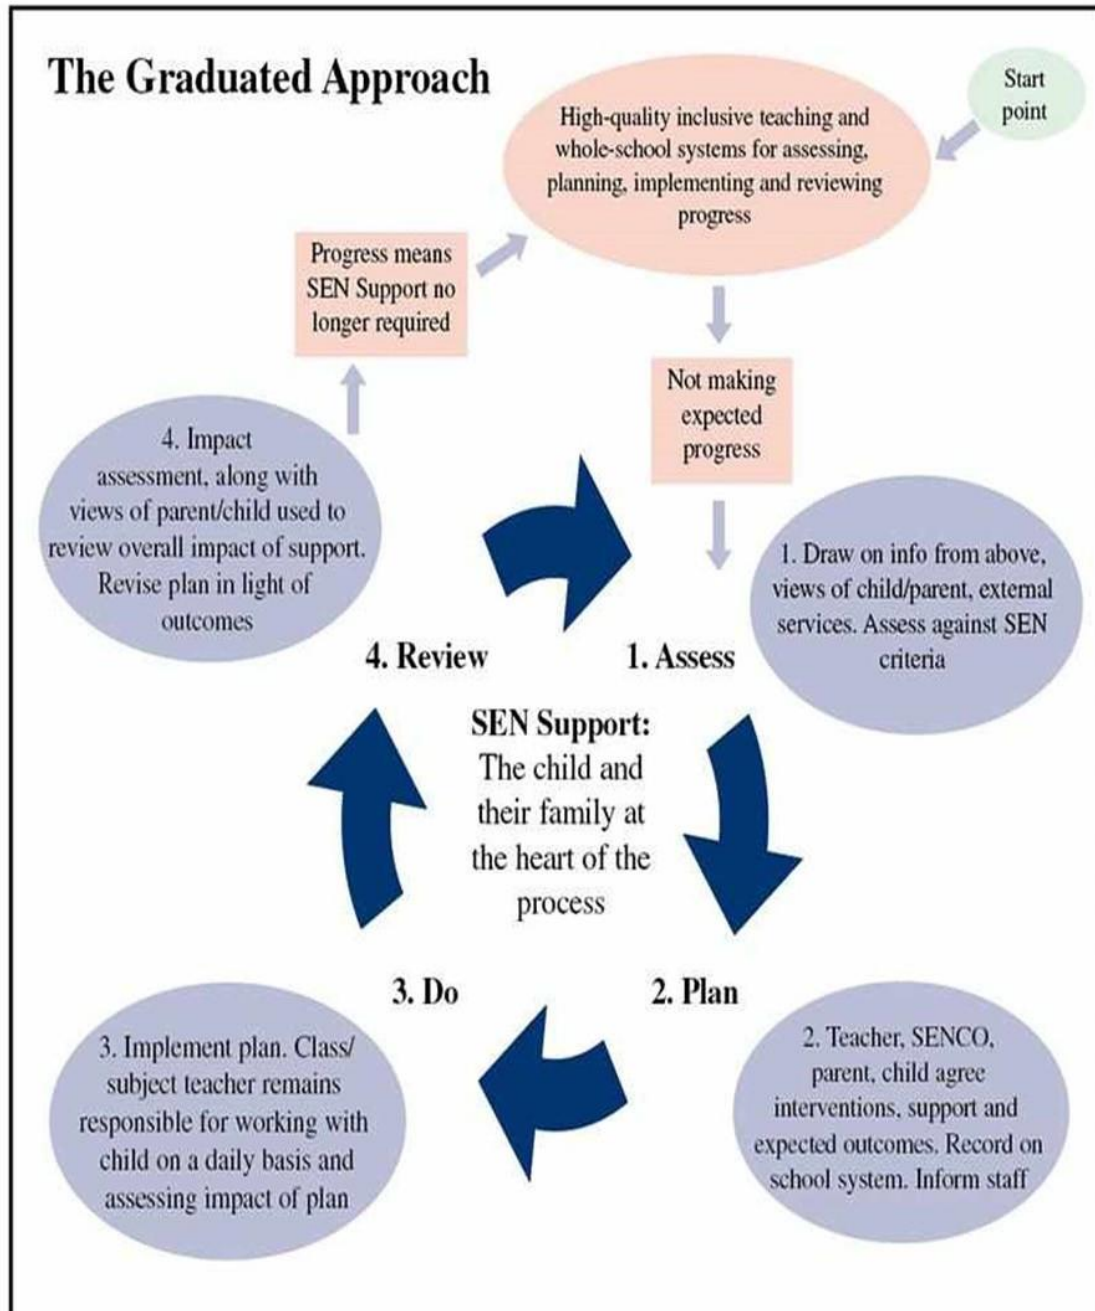 The Graduated Approach
Start
point
High-quality inclusive teaching and
whole-school systems for assessing,
planning, implementing and reviewing
progress
Progress means
SEN Support no
longer required
Not making
expected
progress
4. Impact
assessment, along with
views of parent/child used to
review overall impact of support.
Revise plan in light of
outcomes
1. Draw on info from above,
views of child/parent, external
services. Assess against SEN
criteria
4. Review
1. Assess
SEN Support:
The child and
their family at
the heart of the
process
3. Do
2. Plan
3. Implement plan. Class/
subject teacher remains
responsible for working with
child on a daily basis and
assessing impact of plan
2. Teacher, SENCO,
parent, child agree
interventions, support and
expected outcomes. Record on
school system. Inform staff